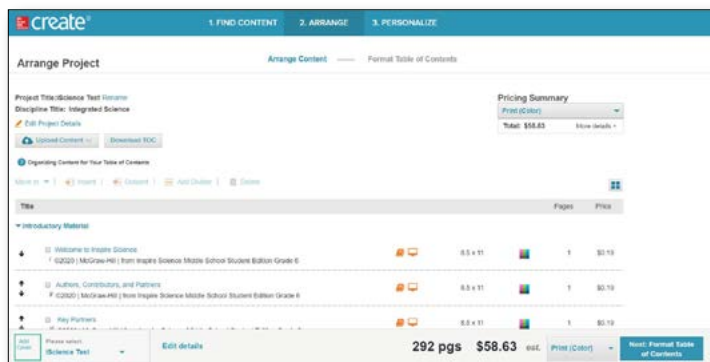 create®
1. FIND CONTENT 2. ARRANGE 3. PERSONALIZE
Arrange Project
Arrange Content Format Table of Contents
Project Title:iScience Test Rename
Discipline Title: Integrated Science
Edit Project Details
Upload Content Download TOC
Pricing Summary
Print (Color)
Total: $58.63 More details +
Organizing Content for Your Table of Contents
Move to | Indent | Outdent | Add Divider | Delete
Title Pages Price
Introductory Material
Welcome to Inspire Science 8.5 x 11 1 $0.19
©2020 | McGraw-Hill | from Inspire Science Middle School Student Edition Grade 6
Authors, Contributors, and Partners 8.5 x 11 1 $0.19
©2020 | McGraw-Hill | from Inspire Science Middle School Student Edition Grade 6
Key Partners 8.5 x 11 1 $0.19
Add Cover
Please select:
iScience Test
Edit details
292 pgs $58.63 est. Print (Color)
Next: Format Table
of Contents